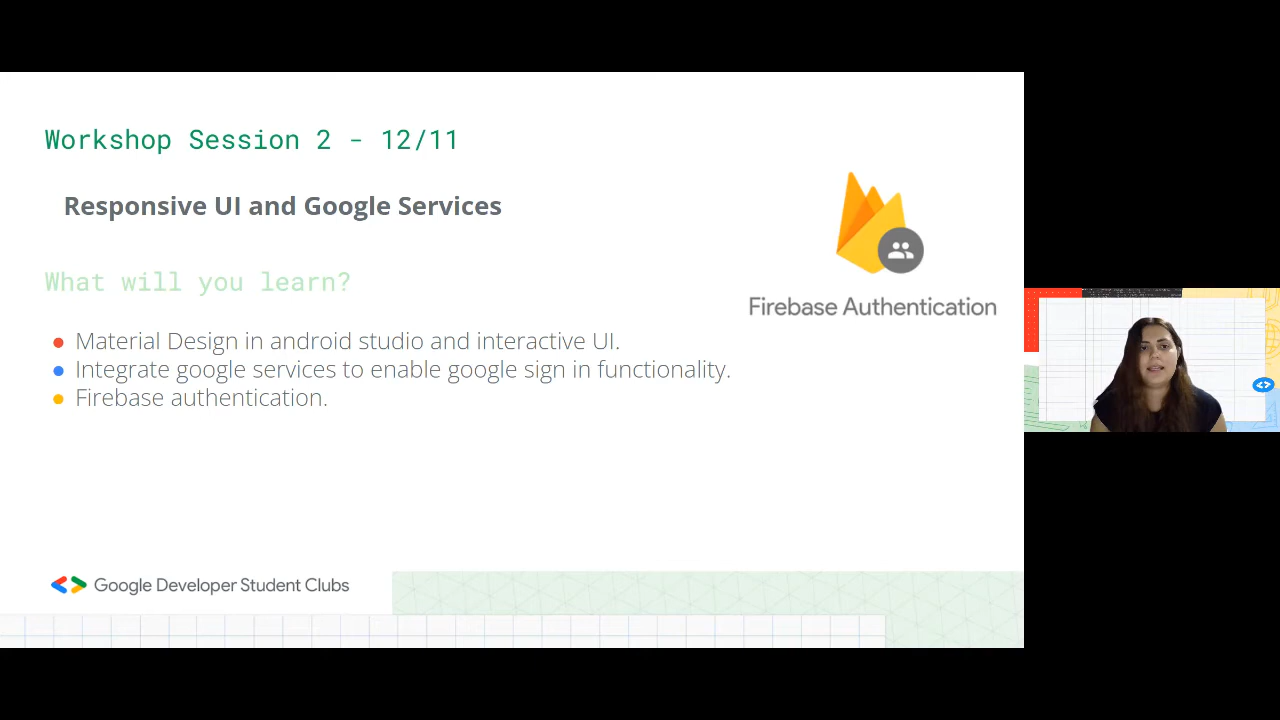 Workshop Session 2 - 12/11
Responsive UI and Google Services
What will you learn?
Material Design in android studio and interactive UI.
Integrate google services to enable google sign in functionality.
Firebase authentication.
Firebase Authentication
Google Developer Student Clubs